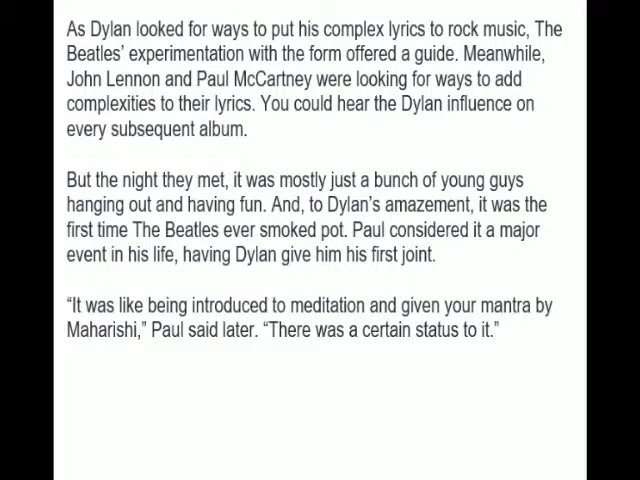 As Dylan looked for ways to put his complex lyrics to rock music, The
Beatles’ experimentation with the form offered a guide. Meanwhile,
John Lennon and Paul McCartney were looking for ways to add
complexities to their lyrics. You could hear the Dylan influence on
every subsequent album.
But the night they met, it was mostly just a bunch of young guys
hanging out and having fun. And, to Dylan’s amazement, it was the
first time The Beatles ever smoked pot. Paul considered it a major
event in his life, having Dylan give him his first joint.
“It was like being introduced to meditation and given your mantra by
Maharishi,” Paul said later. “There was a certain status to it.”